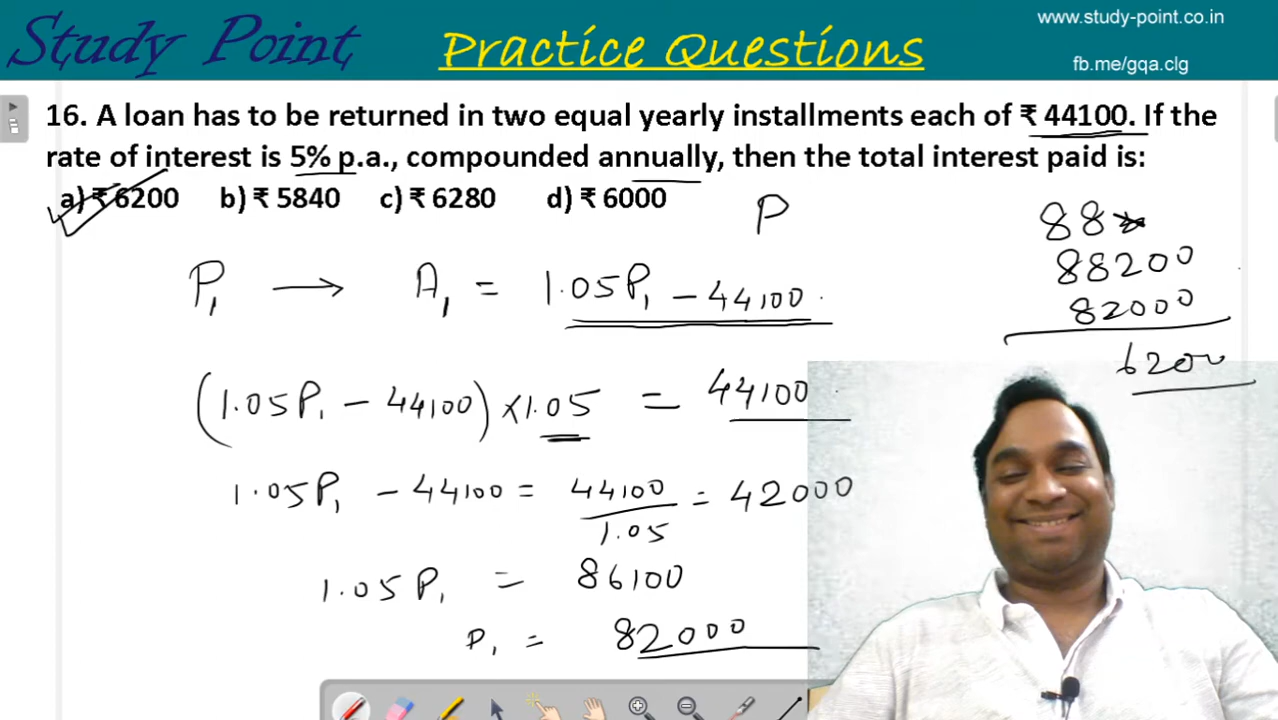 Study Point
Practice Questions
www.study-point.co.in
fb.me/gqa.clg
16. A loan has to be returned in two equal yearly installments each of ₹ 44100. If the
rate of interest is 5% p.a., compounded annually, then the total interest paid is:
a) ₹ 6200 b) ₹ 5840 c) ₹ 6280 d) ₹ 6000
P
88
88200
82000
6200
P₁ → A₁ = 1.05P₁ - 44100
(1.05P₁ - 44100) × 1.05 = 44100
1.05P₁ - 44100 = 44100/1.05 = 42000
1.05P₁ = 86100
P₁ = 82000